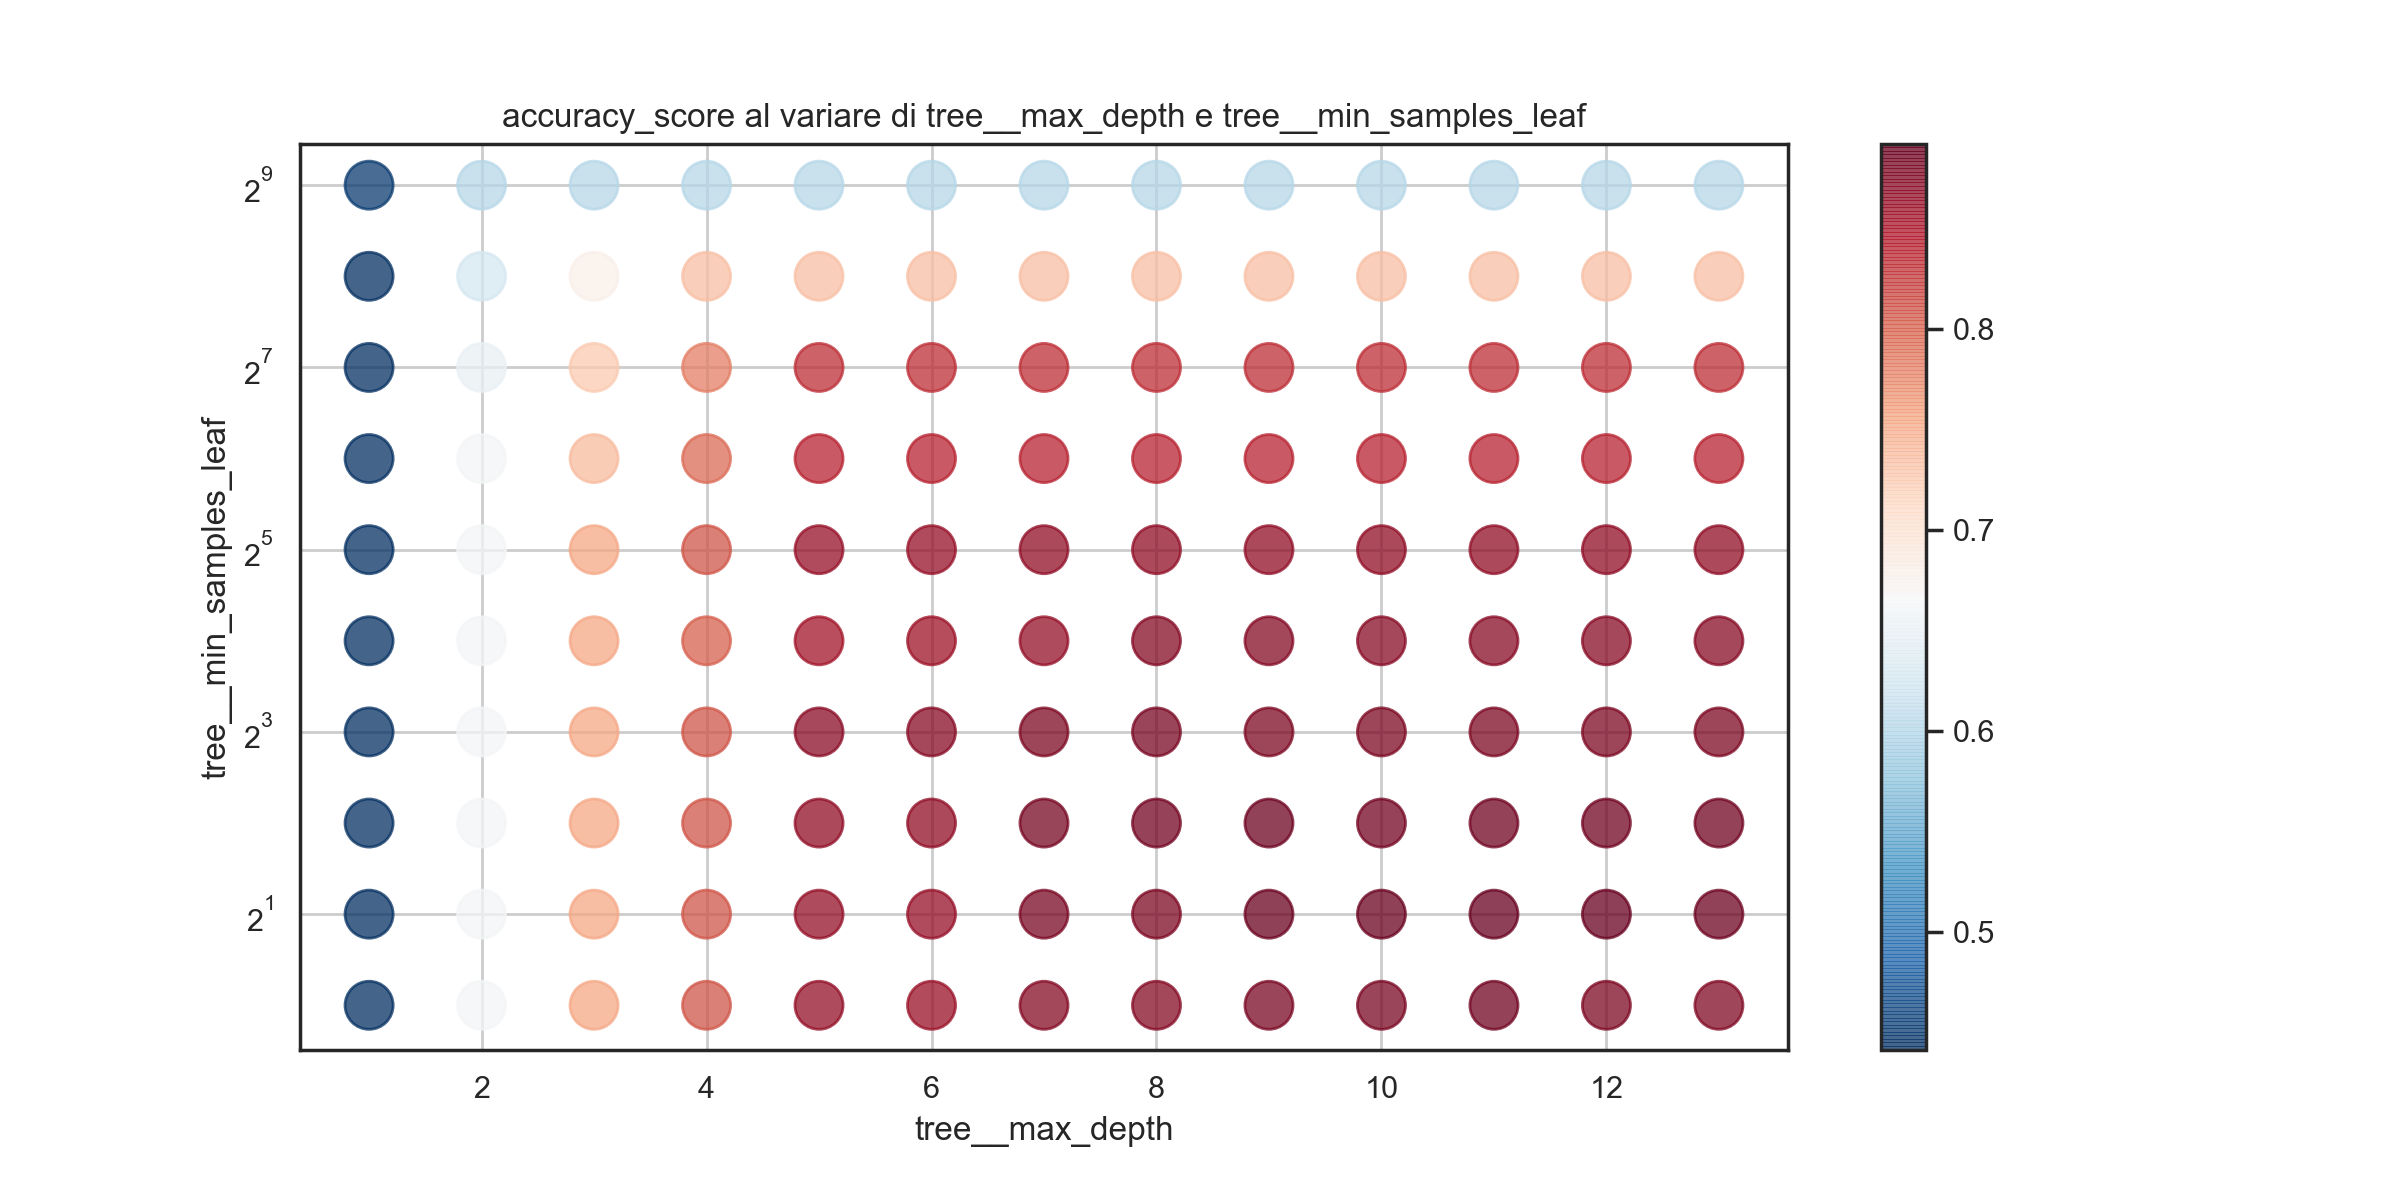 accuracy_score al variare di tree__max_depth e tree__min_samples_leaf
tree__min_samples_leaf
2^9
2^7
2^5
2^3
2^1
2 4 6 8 10 12
tree__max_depth
0.8
0.7
0.6
0.5